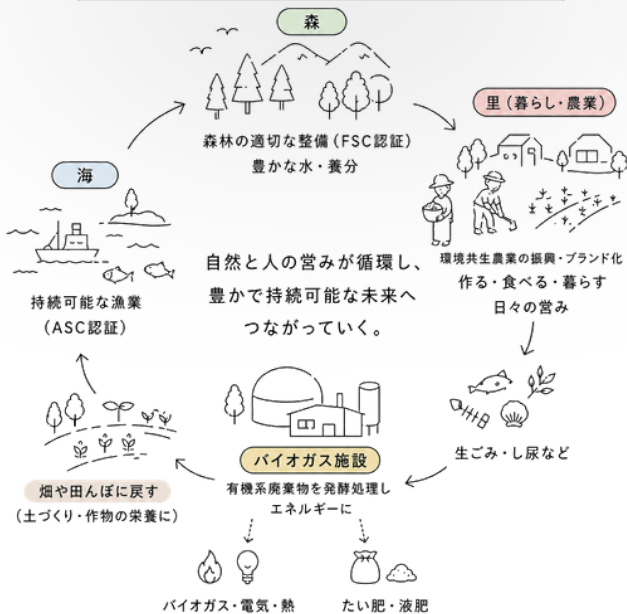 森
森林の適切な整備(FSC認証)
豊かな水・養分
里(暮らし・農業)
環境共生農業の振興・ブランド化
作る・食べる・暮らす
日々の営み
海
持続可能な漁業
(ASC認証)
自然と人の営みが循環し、
豊かで持続可能な未来へ
つながっていく。
生ごみ・し尿など
バイオガス施設
有機系廃棄物を発酵処理し
エネルギーに
畑や田んぼに戻す
(土づくり・作物の栄養に)
バイオガス・電気・熱
たい肥・液肥